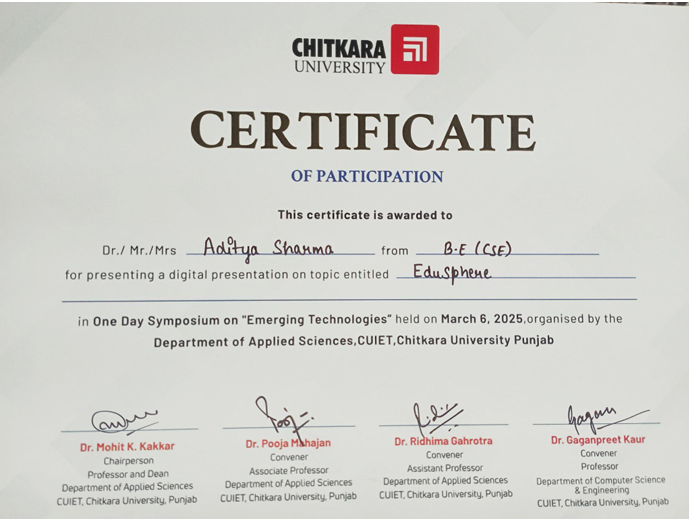 CHITKARA
UNIVERSITY
CERTIFICATE
OF PARTICIPATION
This certificate is awarded to
Dr./ Mr./Mrs Aditya Sharma from B-E (CSE)
for presenting a digital presentation on topic entitled Edusphere
in One Day Symposium on "Emerging Technologies" held on March 6, 2025,organised by the
Department of Applied Sciences,CUIET,Chitkara University Punjab
Pooj Ridhi Gagan
Dr. Mohit K. Kakkar Dr. Pooja Mahajan Dr. Ridhima Gahrotra Dr. Gaganpreet Kaur
Chairperson Convener Convener Convener
Professor and Dean Associate Professor Assistant Professor Professor
Department of Applied Sciences Department of Applied Sciences Department of Applied Sciences Department of Computer Science
& Engineering
CUIET, Chitkara University, Punjab CUIET, Chitkara University, Punjab CUIET, Chitkara University, Punjab CUIET, Chitkara University, Punjab